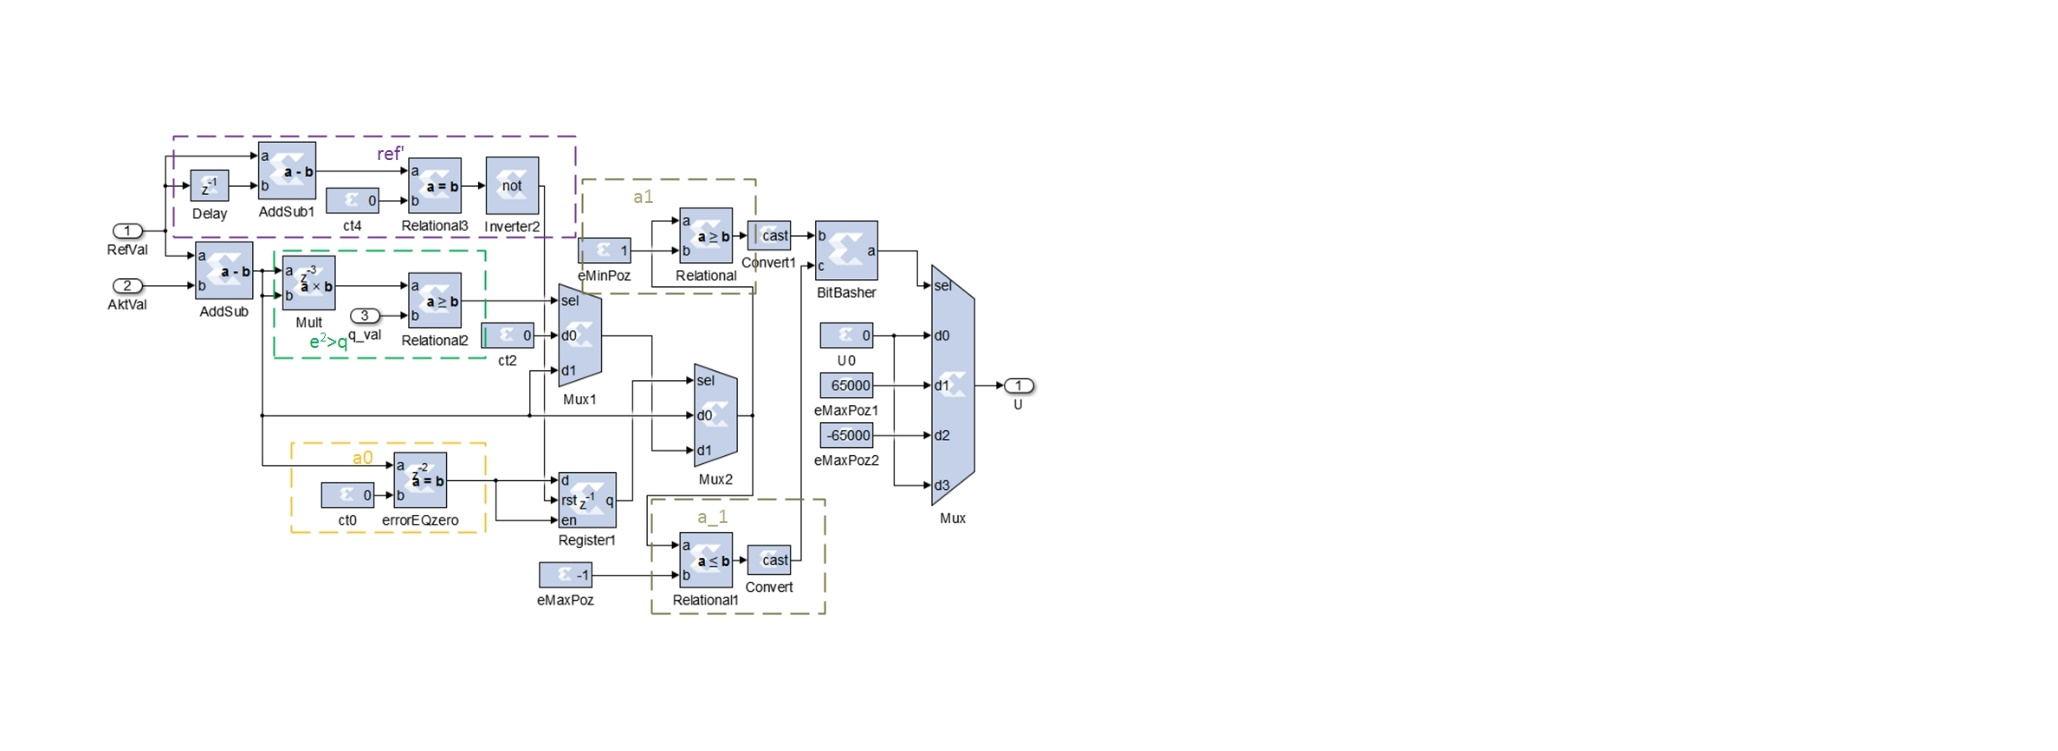 ref'
a
b
a - b
AddSub1
z-1
Delay
0
ct4
a
b
a = b
Relational3
not
Inverter2
1
RefVal
2
AktVal
a
b
a - b
AddSub
a
b
z-3
a x b
Mult
e2>q
3
q_val
a
b
a ≥ b
Relational2
0
ct2
sel
d0
d1
Mux1
a1
1
eMinPoz
a
b
a ≥ b
Relational
cast
Convert1
b
c
a
BitBasher
sel
d0
d1
d2
d3
Mux
0
U0
65000
eMaxPoz1
-65000
eMaxPoz2
1
U
sel
d0
d1
Mux2
a0
0
ct0
a
b
z-2
a = b
errorEQzero
d
rst
en
z-1
q
Register1
a_1
-1
eMaxPoz
a
b
a ≤ b
Relational1
cast
Convert